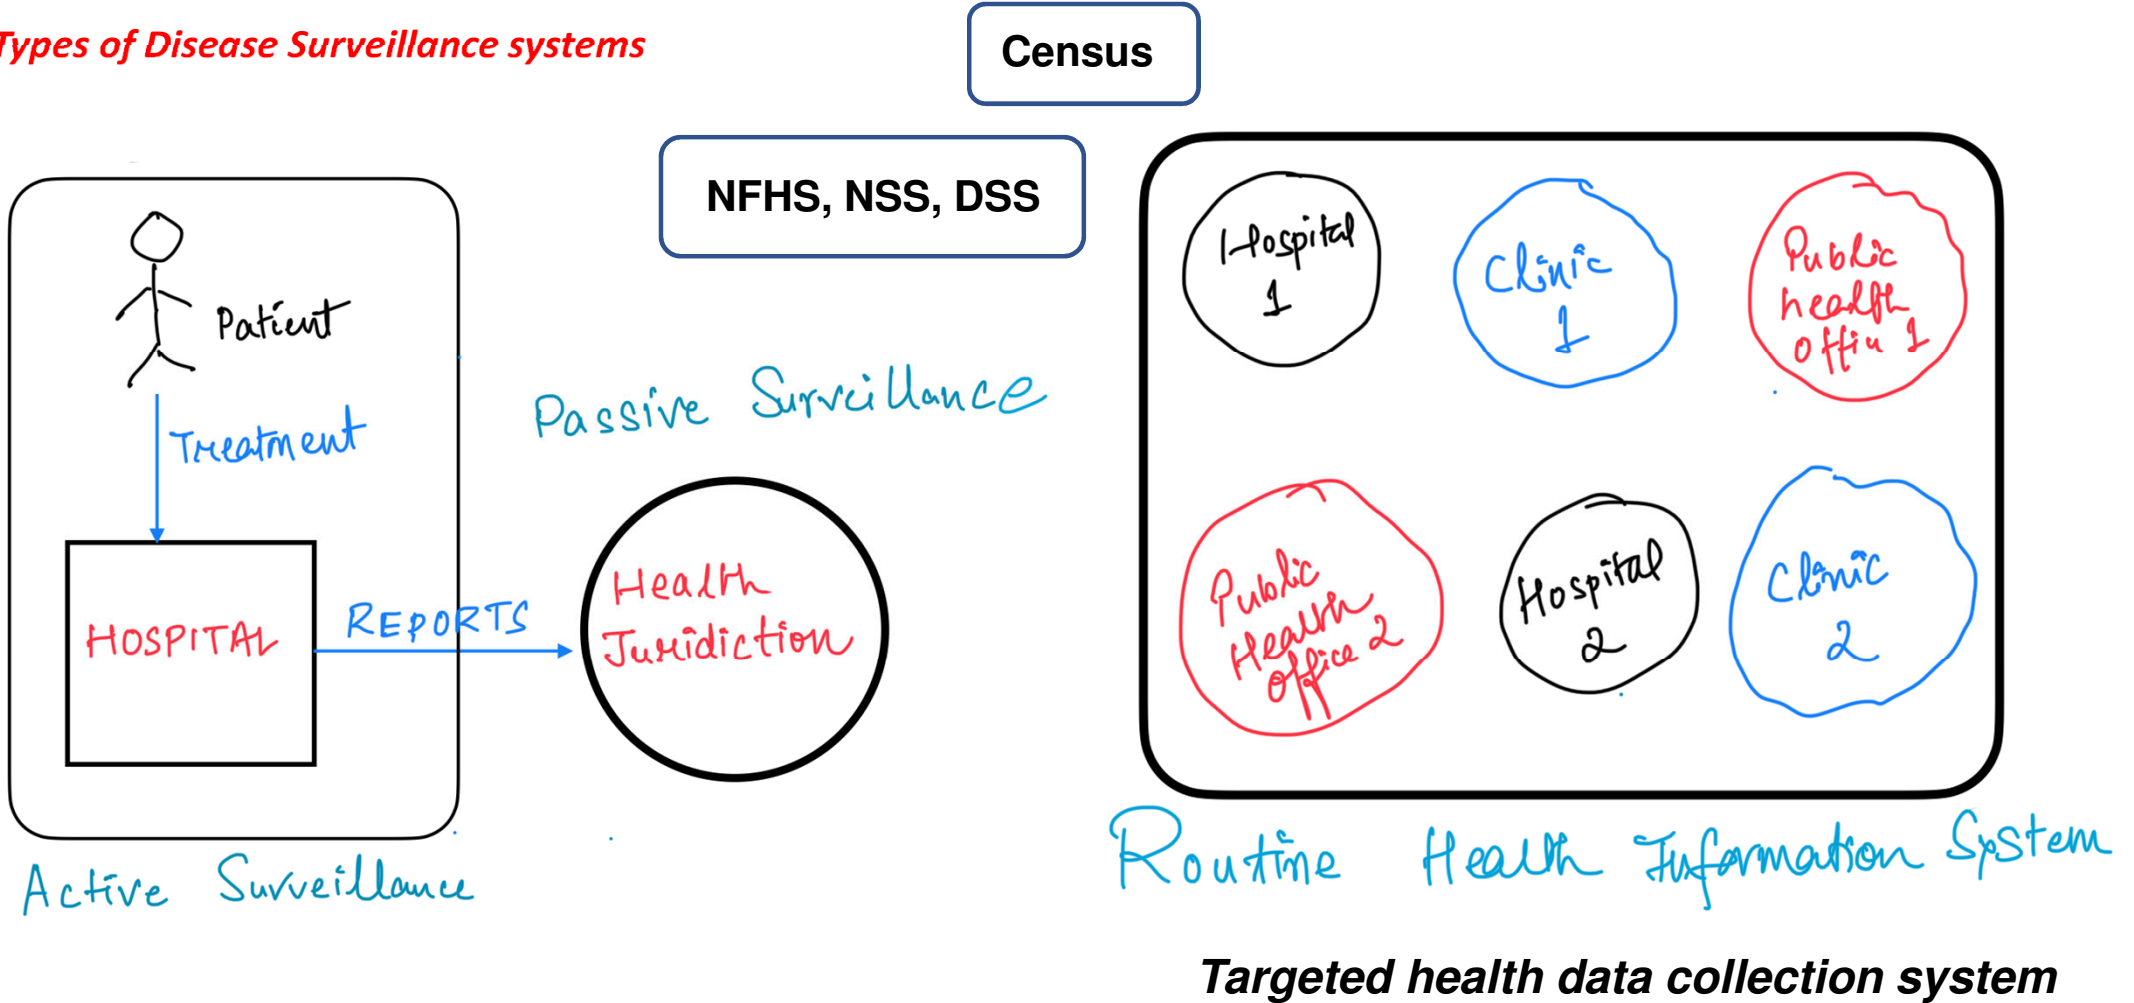 Types of Disease Surveillance systems
Census
NFHS, NSS, DSS
Patient
Treatment
HOSPITAL
REPORTS
Active Surveillance
Passive Surveillance
Health
Juridiction
Hospital
1
Clinic
1
Public
health
offiu 1
Public
Health
Office 2
Hospital
2
Clinic
2
Routine Health Information System
Targeted health data collection system